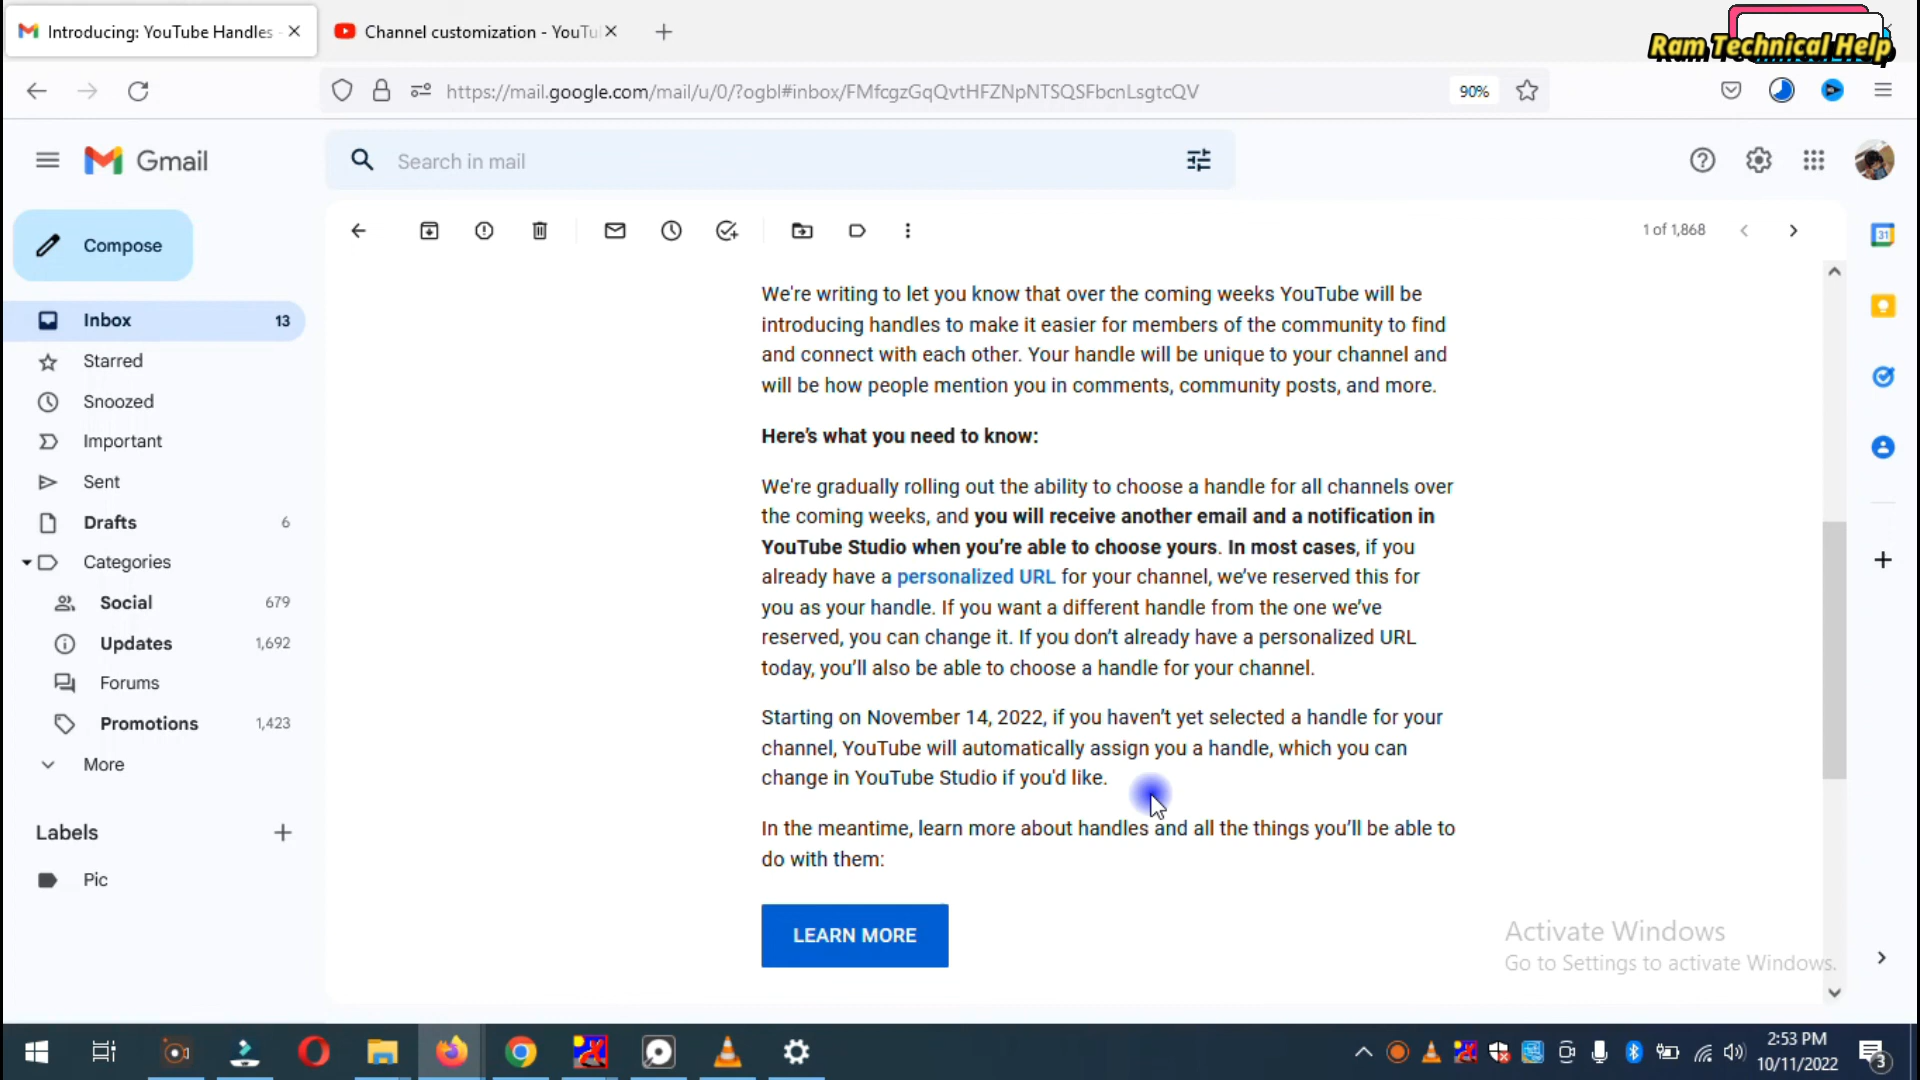 Introducing: YouTube Handles -
Channel customization - YouTu
Ram Technical Help
https://mail.google.com/mail/u/0/?ogbl#inbox/FMfcgzGqQvtHFZNpNTSQSFbcnLsgtcQV
90%
Gmail
Search in mail
Compose
1 of 1,868
Inbox 13
Starred
Snoozed
Important
Sent
Drafts 6
Categories
Social 679
Updates 1,692
Forums
Promotions 1,423
More
Labels
Pic
We're writing to let you know that over the coming weeks YouTube will be
introducing handles to make it easier for members of the community to find
and connect with each other. Your handle will be unique to your channel and
will be how people mention you in comments, community posts, and more.
Here's what you need to know:
We're gradually rolling out the ability to choose a handle for all channels over
the coming weeks, and you will receive another email and a notification in
YouTube Studio when you're able to choose yours. In most cases, if you
already have a personalized URL for your channel, we've reserved this for
you as your handle. If you want a different handle from the one we've
reserved, you can change it. If you don't already have a personalized URL
today, you'll also be able to choose a handle for your channel.
Starting on November 14, 2022, if you haven't yet selected a handle for your
channel, YouTube will automatically assign you a handle, which you can
change in YouTube Studio if you'd like.
In the meantime, learn more about handles and all the things you'll be able to
do with them:
LEARN MORE
31
Activate Windows
Go to Settings to activate Windows.
2:53 PM
10/11/2022
3